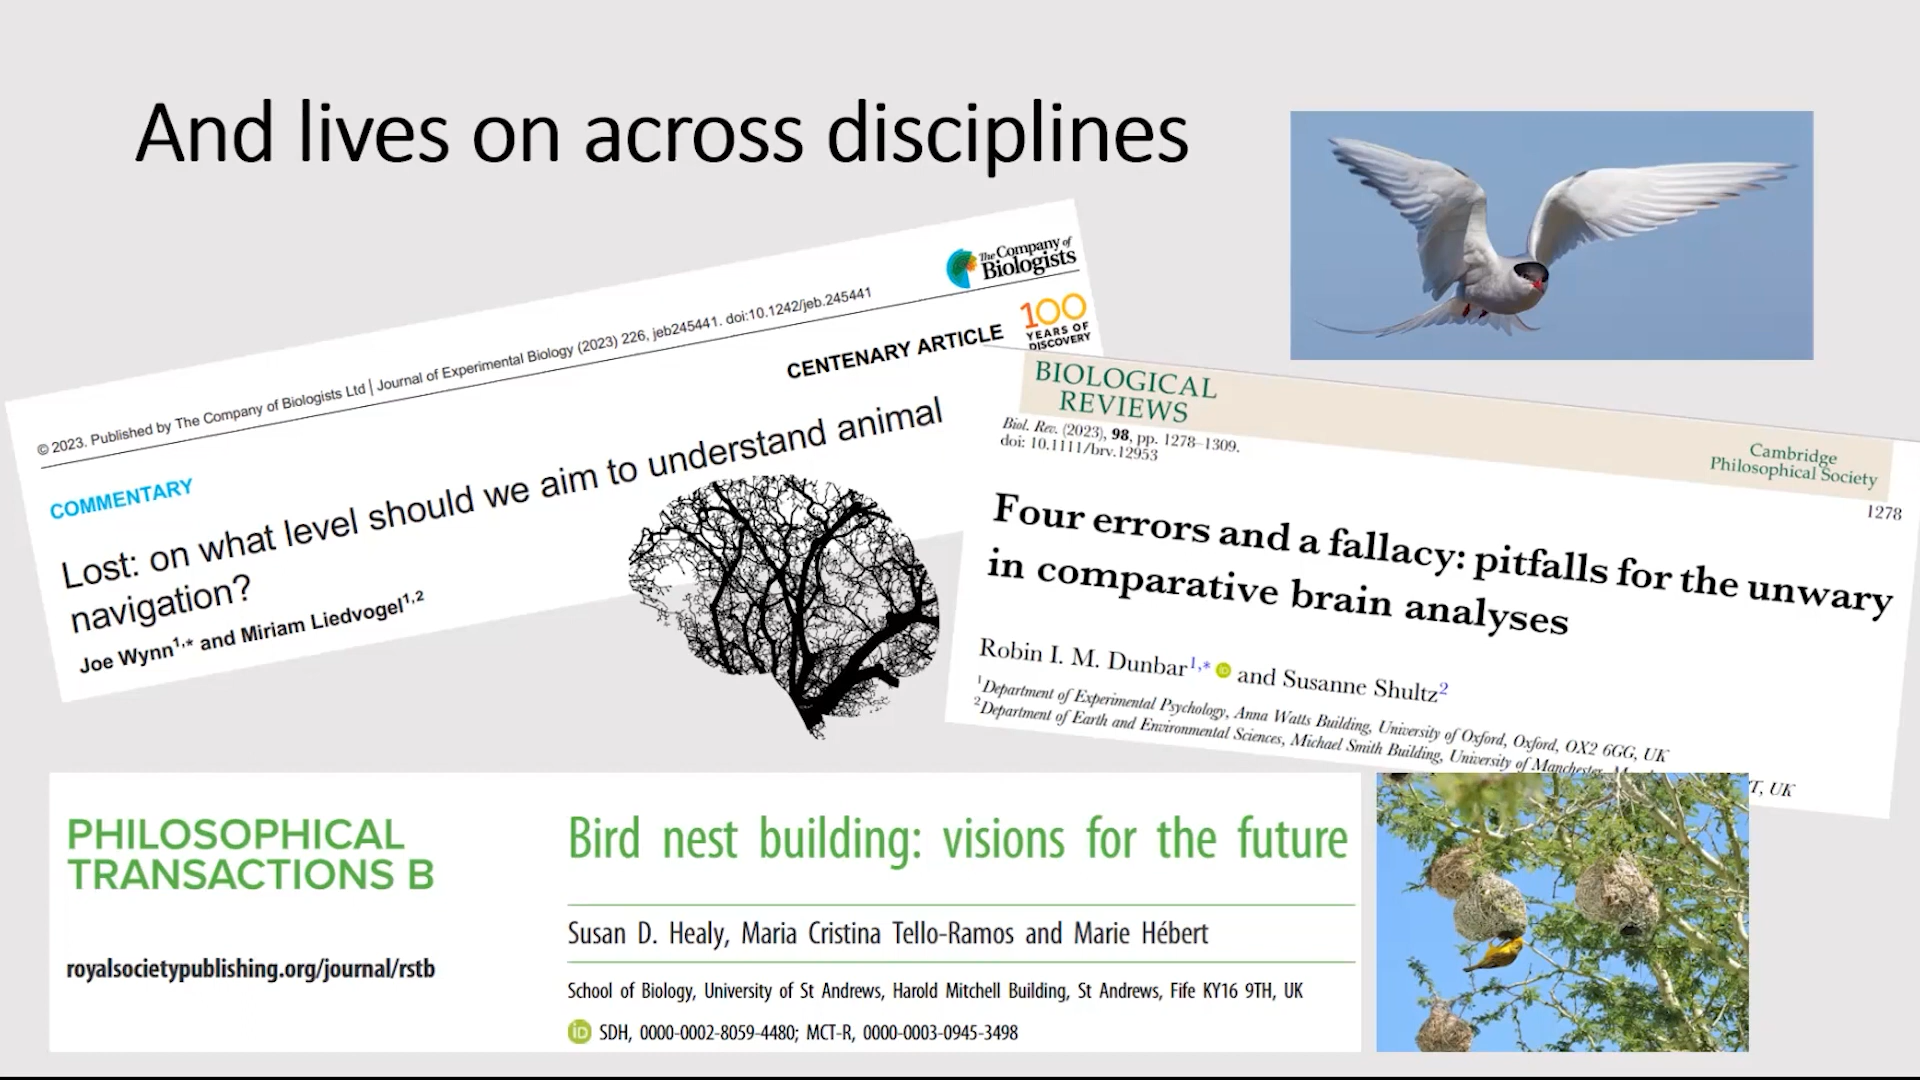 And lives on across disciplines
The Company of
Biologists
© 2023. Published by The Company of Biologists Ltd | Journal of Experimental Biology (2023) 226, jeb245441. doi:10.1242/jeb.245441
100
YEARS OF
DISCOVERY
CENTENARY ARTICLE
COMMENTARY
Lost: on what level should we aim to understand animal
navigation?
Joe Wynn1,* and Miriam Liedvogel1,2
BIOLOGICAL
REVIEWS
Cambridge
Philosophical Society
Biol. Rev. (2023), 98, pp. 1278–1309.
doi: 10.1111/brv.12953
1278
Four errors and a fallacy: pitfalls for the unwary
in comparative brain analyses
Robin I. M. Dunbar1,* iD and Susanne Shultz2
1Department of Experimental Psychology, Anna Watts Building, University of Oxford, Oxford, OX2 6GG, UK
2Department of Earth and Environmental Sciences, Michael Smith Building, University of Manchester, UK
PHILOSOPHICAL
TRANSACTIONS B
royalsocietypublishing.org/journal/rstb
Bird nest building: visions for the future
Susan D. Healy, Maria Cristina Tello-Ramos and Marie Hébert
School of Biology, University of St Andrews, Harold Mitchell Building, St Andrews, Fife KY16 9TH, UK
iD SDH, 0000-0002-8059-4480; MCT-R, 0000-0003-0945-3498